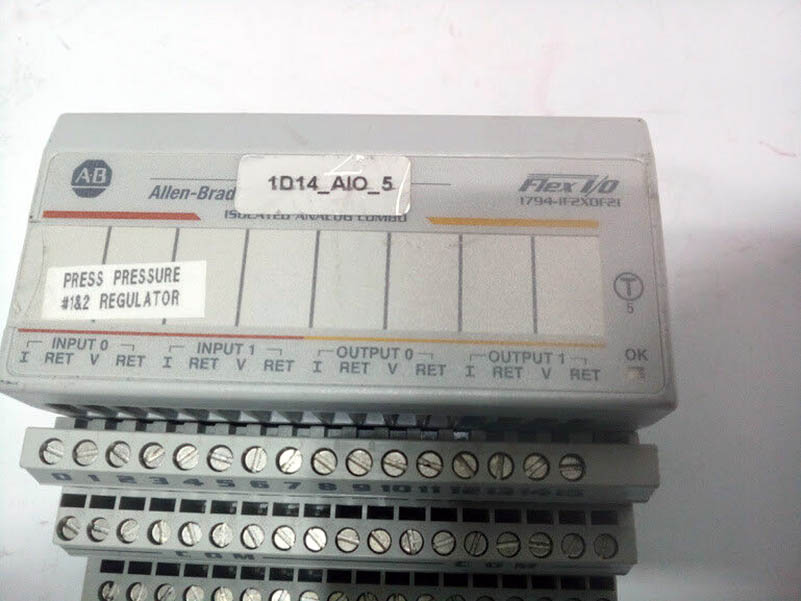 A·B
Allen-Brad
1D14_AIO_5
Flex I/O
1794-IF2XOF2I
ISOLATED ANALOG COMBO
PRESS PRESSURE
#1&2 REGULATOR
T
5
INPUT 0 INPUT 1 OUTPUT 0 OUTPUT 1
I RET V RET I RET V RET I RET V RET I RET V RET
OK
0 1 2 3 4 5 6 7 8 9 10 11 12 13 14 15
COM COM